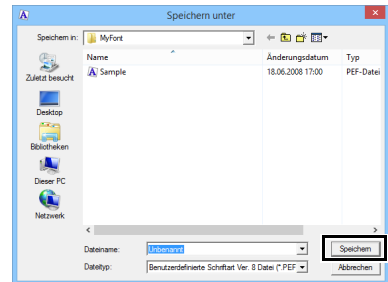 Speichern unter
Speichern in: MyFont
Name Änderungsdatum Typ
Sample 18.06.2008 17:00 PEF-Datei
Zuletzt besucht
Desktop
Bibliotheken
Dieser PC
Netzwerk
Dateiname: Unbenannt Speichern
Dateityp: Benutzerdefinierte Schriftart Ver. 8 Datei (*.PEF Abbrechen